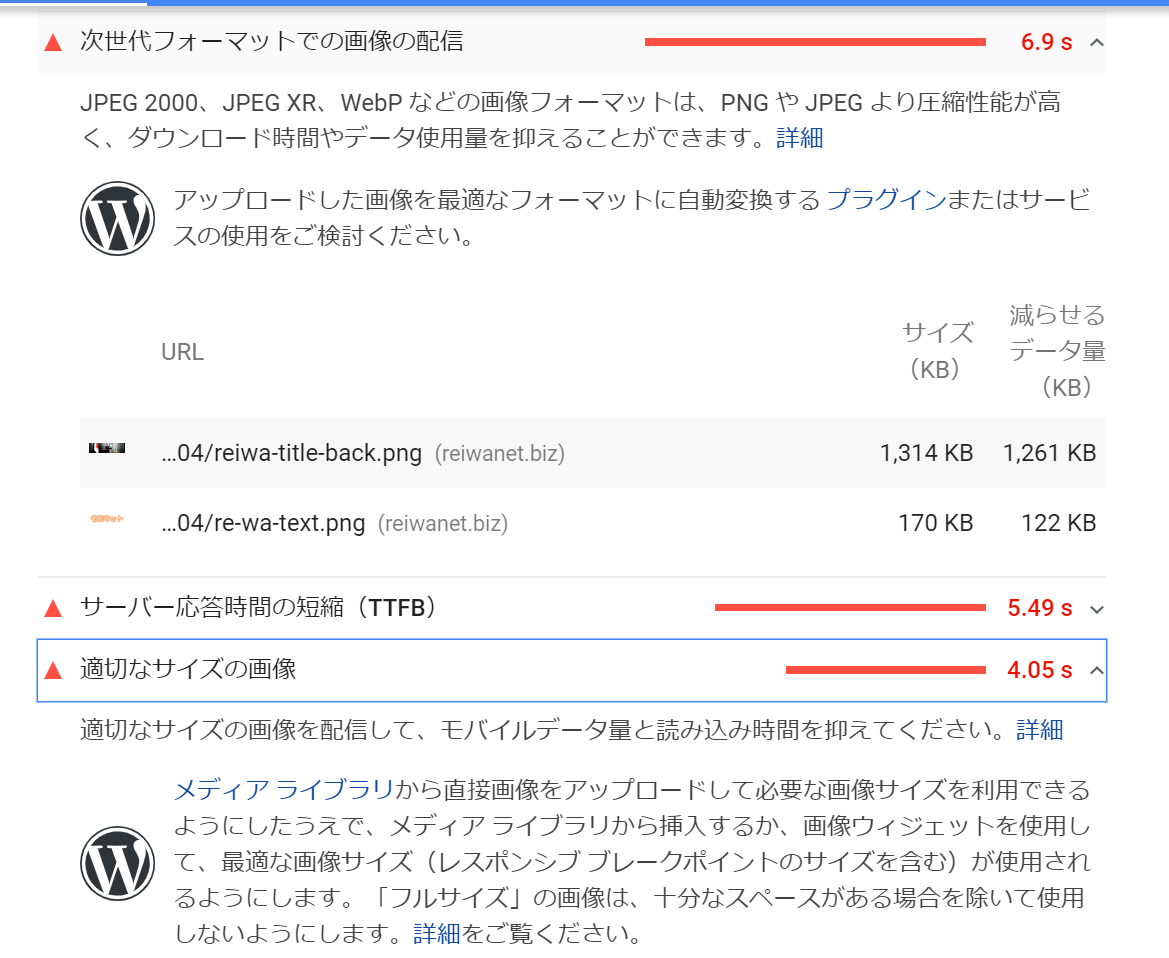 次世代フォーマットでの画像の配信 6.9 s
JPEG 2000、JPEG XR、WebP などの画像フォーマットは、PNG や JPEG より圧縮性能が高
く、ダウンロード時間やデータ使用量を抑えることができます。詳細
アップロードした画像を最適なフォーマットに自動変換する プラグインまたはサービ
スの使用をご検討ください。
URL サイズ（KB） 減らせるデータ量（KB）
...04/reiwa-title-back.png (reiwanet.biz) 1,314 KB 1,261 KB
...04/re-wa-text.png (reiwanet.biz) 170 KB 122 KB
サーバー応答時間の短縮（TTFB） 5.49 s
適切なサイズの画像 4.05 s
適切なサイズの画像を配信して、モバイルデータ量と読み込み時間を抑えてください。詳細
メディア ライブラリから直接画像をアップロードして必要な画像サイズを利用できる
ようにしたうえで、メディア ライブラリから挿入するか、画像ウィジェットを使用し
て、最適な画像サイズ（レスポンシブ ブレークポイントのサイズを含む）が使用され
るようにします。「フルサイズ」の画像は、十分なスペースがある場合を除いて使用
しないようにします。詳細をご覧ください。